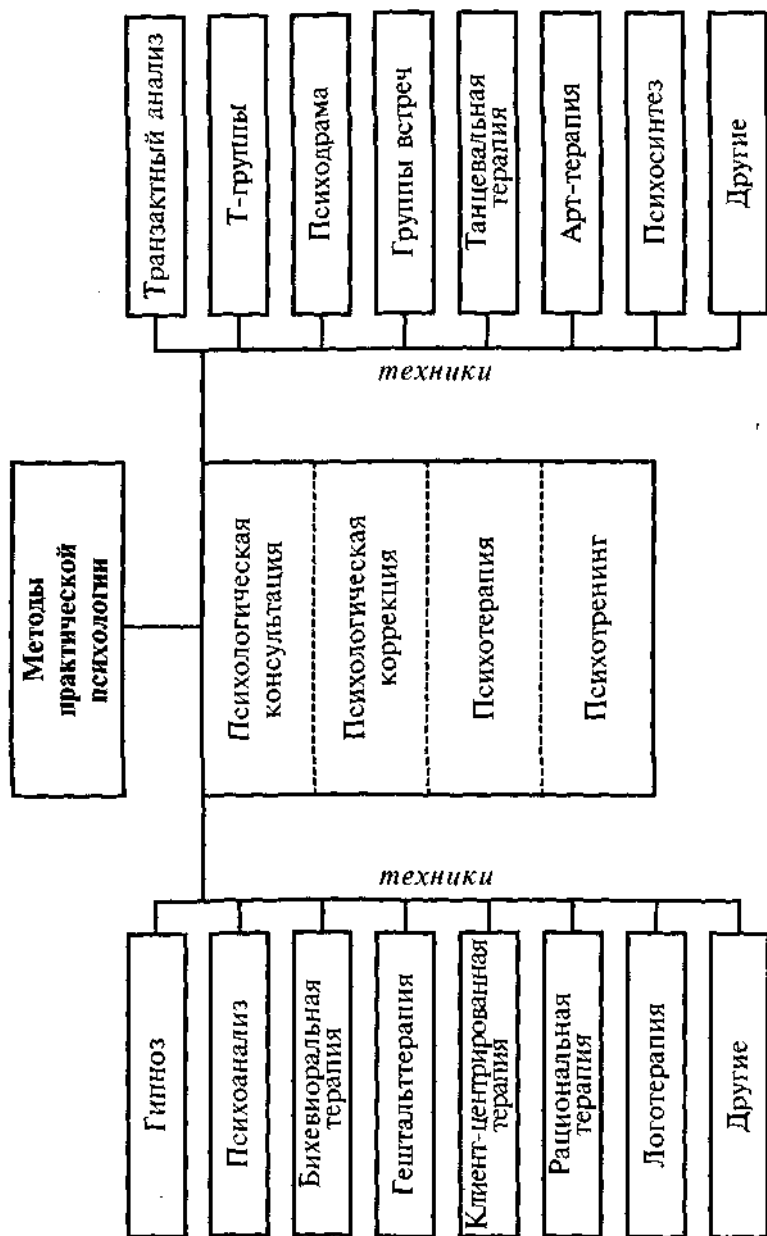 Методы
практической
психологии
Гипноз
Психоанализ
Бихевиоральная
терапия
Гештальттерапия
Клиент-центрированная
терапия
Рациональная
терапия
Логотерапия
Другие
техники
Психологическая
консультация
Психологическая
коррекция
Психотерапия
Психотренинг
техники
Транзактный анализ
Т-группы
Психодрама
Группы встреч
Танцевальная
терапия
Арт-терапия
Психосинтез
Другие